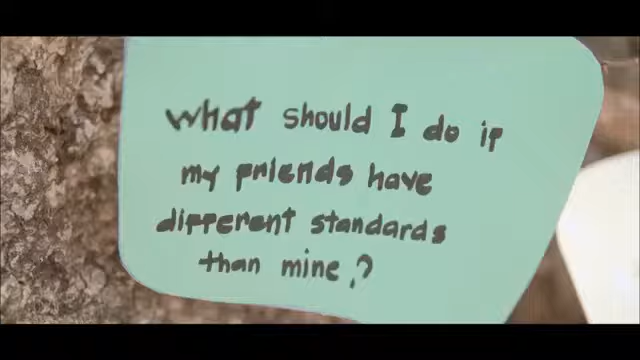 What should I do if
my friends have
different standards
than mine?